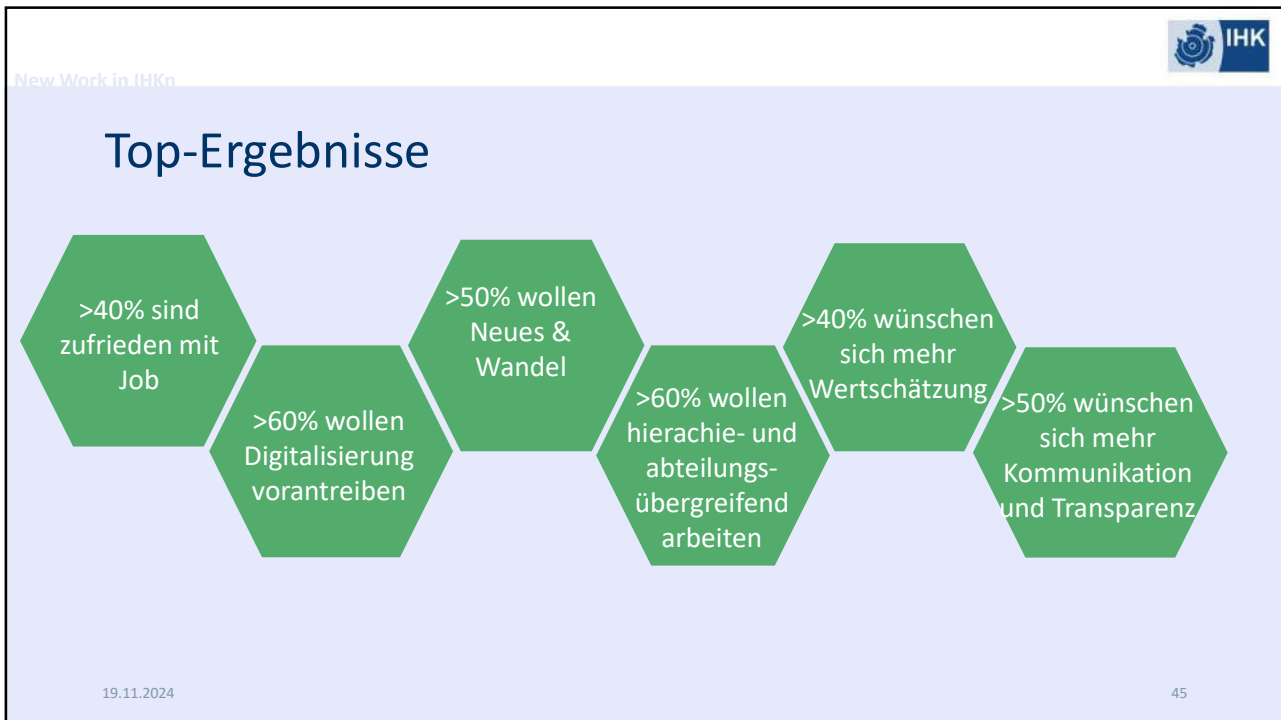 IHK
New Work in IHKn
Top-Ergebnisse
>40% sind
zufrieden mit
Job
>60% wollen
Digitalisierung
vorantreiben
>50% wollen
Neues &
Wandel
>60% wollen
hierachie- und
abteilungs-
übergreifend
arbeiten
>40% wünschen
sich mehr
Wertschätzung
>50% wünschen
sich mehr
Kommunikation
und Transparenz
19.11.2024
45